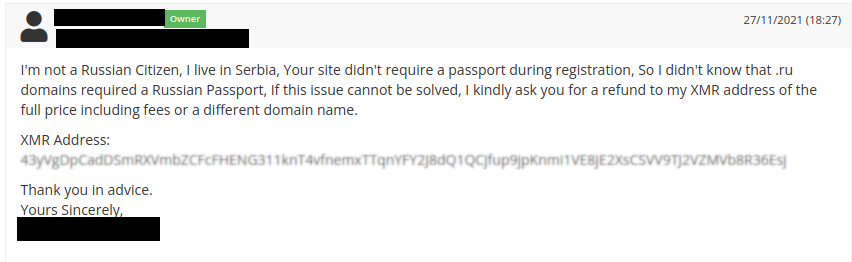 Owner
27/11/2021 (18:27)
I'm not a Russian Citizen, I live in Serbia, Your site didn't require a passport during registration, So I didn't know that .ru
domains required a Russian Passport, If this issue cannot be solved, I kindly ask you for a refund to my XMR address of the
full price including fees or a different domain name.
XMR Address:
Thank you in advice.
Yours Sincerely,